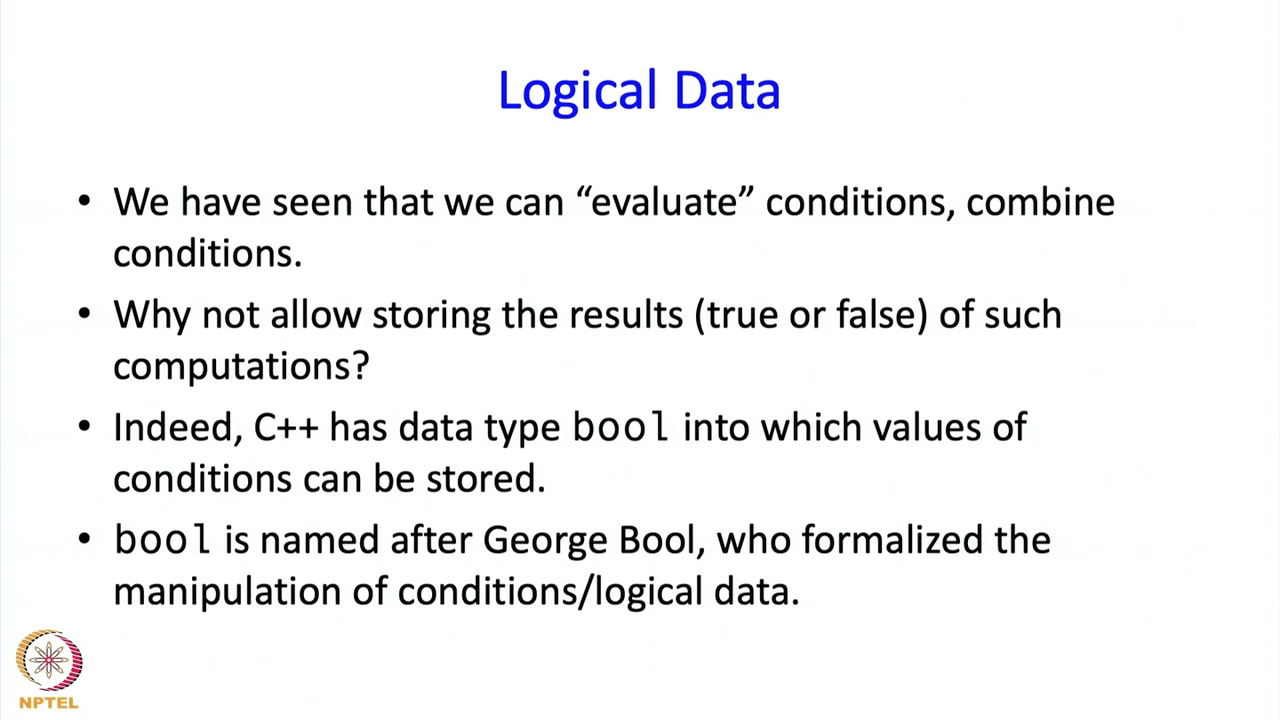 Logical Data
• We have seen that we can “evaluate” conditions, combine
conditions.
• Why not allow storing the results (true or false) of such
computations?
• Indeed, C++ has data type bool into which values of
conditions can be stored.
• bool is named after George Bool, who formalized the
manipulation of conditions/logical data.
NPTEL